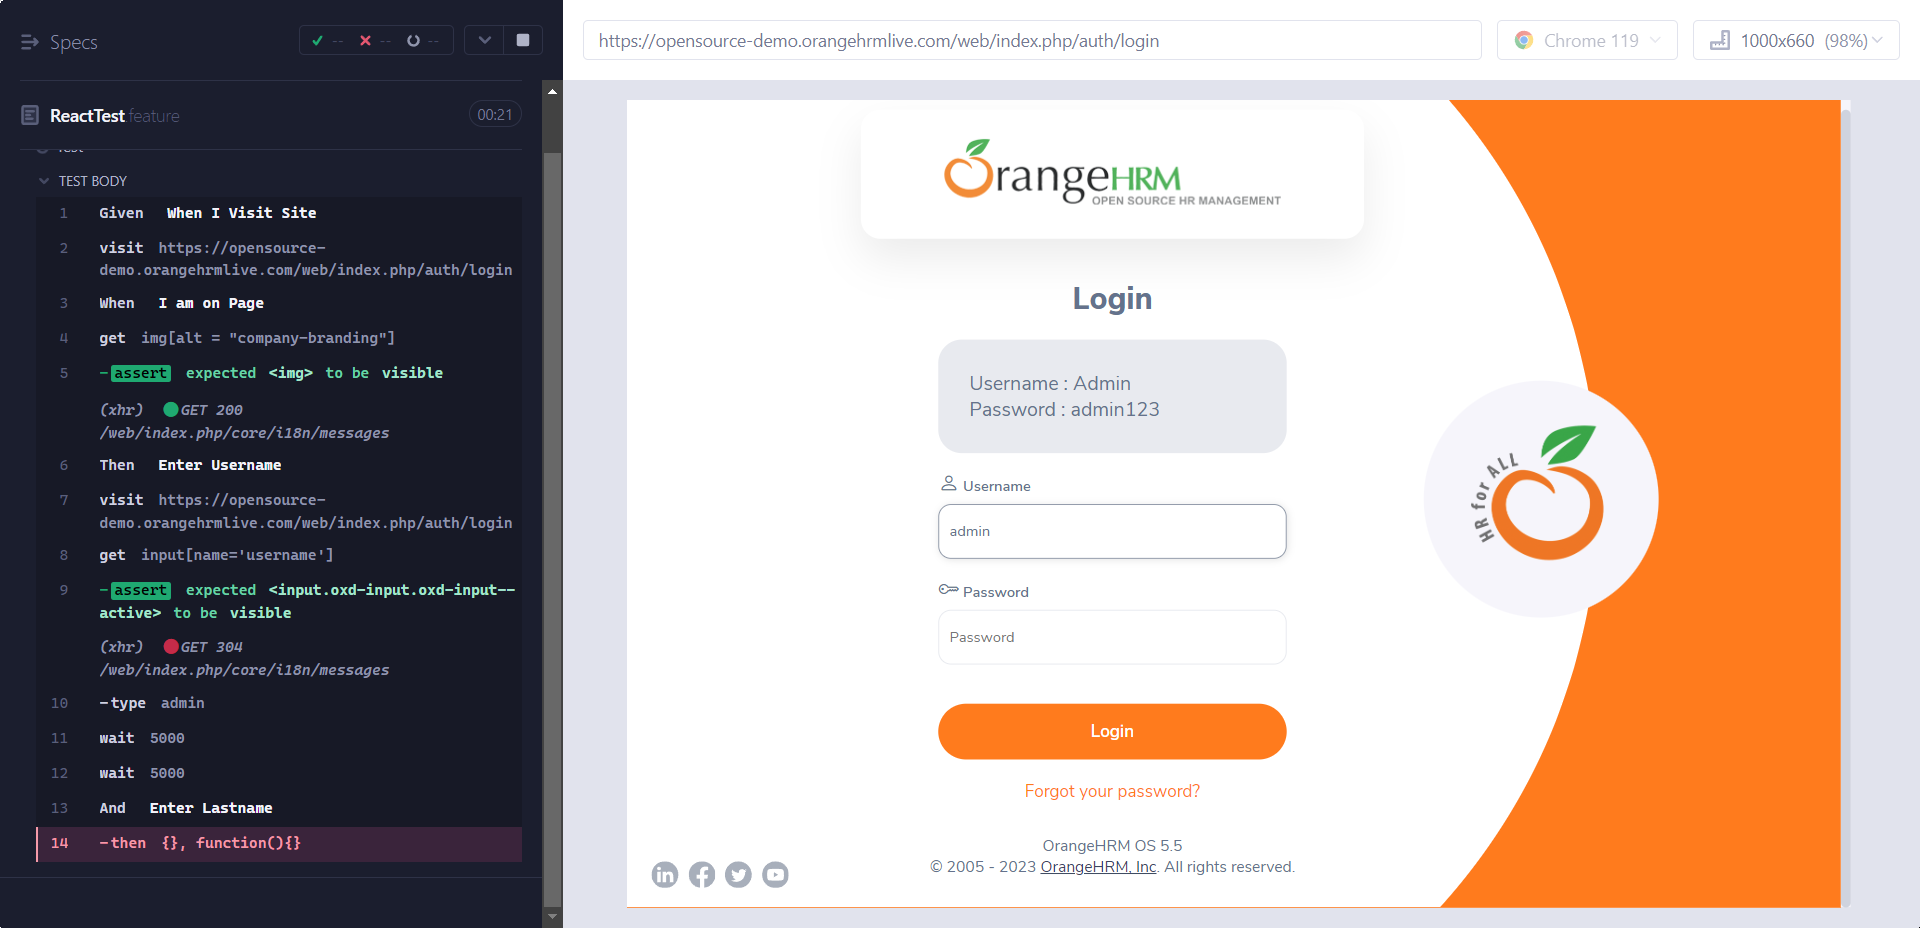 Specs
-- -- --
ReactTest.feature 00:21
TEST BODY
1 Given When I Visit Site
2 visit https://opensource-
demo.orangehrmlive.com/web/index.php/auth/login
3 When I am on Page
4 get img[alt = "company-branding"]
5 -assert expected <img> to be visible
(xhr) GET 200
/web/index.php/core/i18n/messages
6 Then Enter Username
7 visit https://opensource-
demo.orangehrmlive.com/web/index.php/auth/login
8 get input[name='username']
9 -assert expected <input.oxd-input.oxd-input--
active> to be visible
(xhr) GET 304
/web/index.php/core/i18n/messages
10 -type admin
11 wait 5000
12 wait 5000
13 And Enter Lastname
14 -then {}, function(){}
https://opensource-demo.orangehrmlive.com/web/index.php/auth/login
Chrome 119
1000x660 (98%)
OrangeHRM
OPEN SOURCE HR MANAGEMENT
Login
Username : Admin
Password : admin123
Username
admin
Password
Password
Login
Forgot your password?
OrangeHRM OS 5.5
© 2005 - 2023 OrangeHRM, Inc. All rights reserved.
HR for ALL